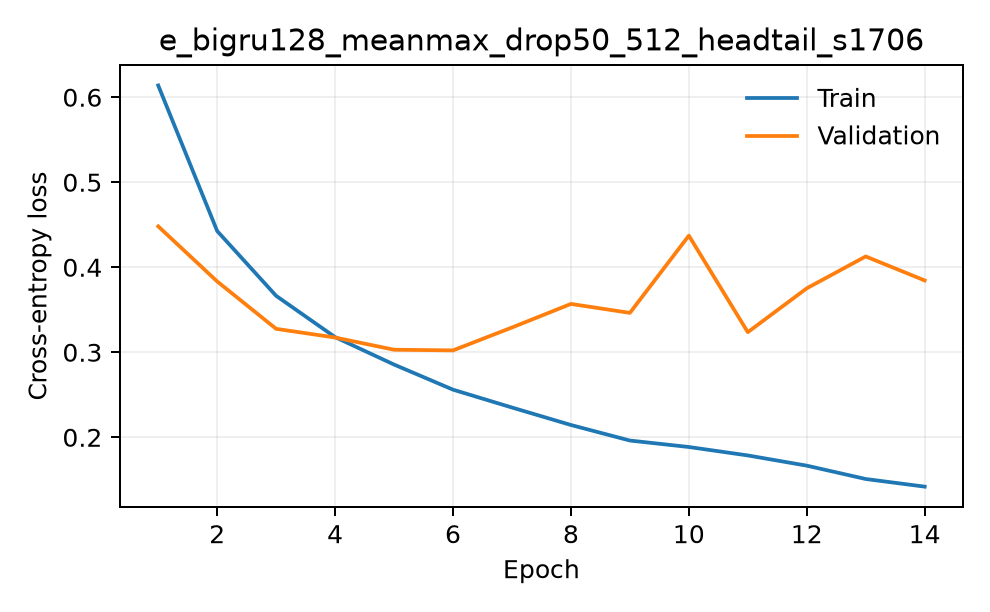 e_bigru128_meanmax_drop50_512_headtail_s1706
Train
Validation
Cross-entropy loss
0.6
0.5
0.4
0.3
0.2
2 4 6 8 10 12 14
Epoch